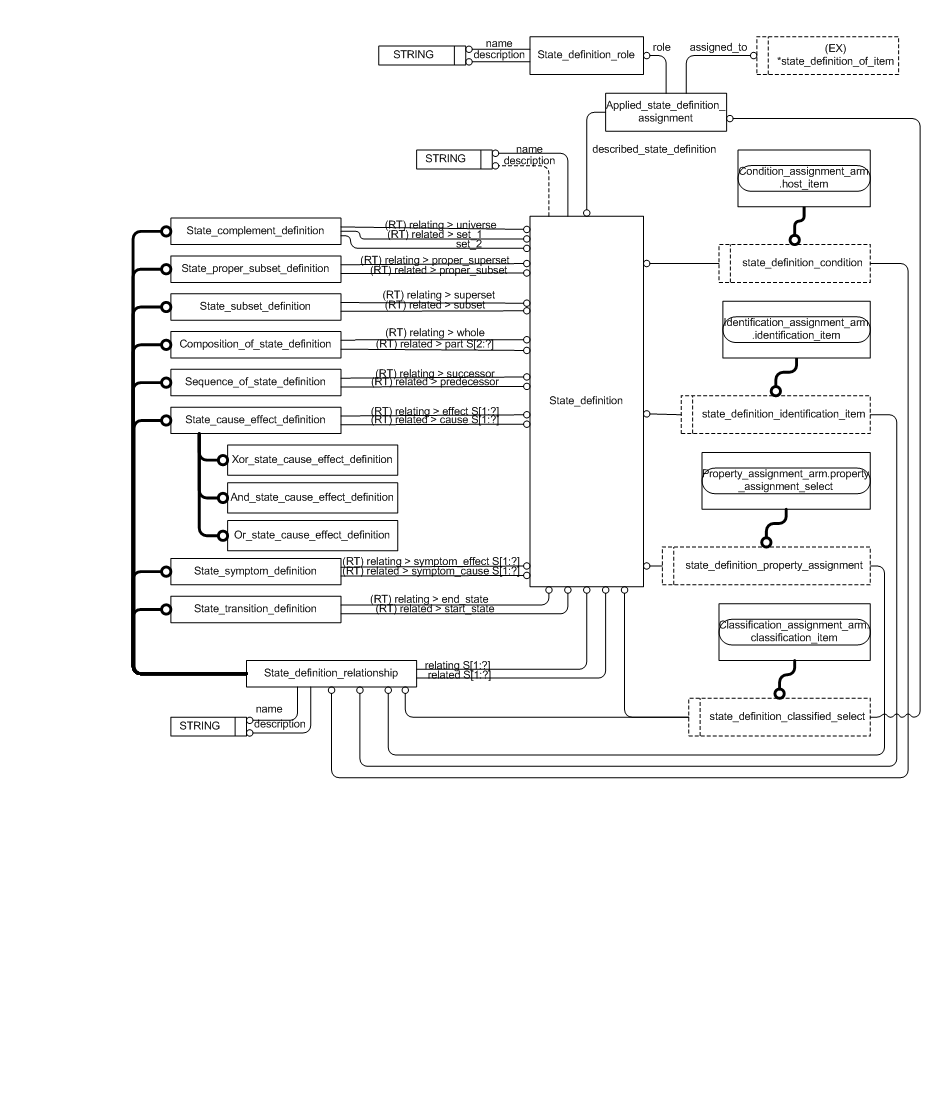 STRING
name
description
State_definition_role
role
assigned_to
(EX)
*state_definition_of_item
Applied_state_definition_
assignment
described_state_definition
STRING
name
description
Condition_assignment_arm
.host_item
State_complement_definition
(RT) relating > universe
(RT) related > set_1
set_2
State_proper_subset_definition
(RT) relating > proper_superset
(RT) related > proper_subset
state_definition_condition
State_subset_definition
(RT) relating > superset
(RT) related > subset
Identification_assignment_arm
.identification_item
Composition_of_state_definition
(RT) relating > whole
(RT) related > part S[2:?]
Sequence_of_state_definition
(RT) relating > successor
(RT) related > predecessor
State_definition
State_cause_effect_definition
(RT) relating > effect S[1:?]
(RT) related > cause S[1:?]
state_definition_identification_item
Xor_state_cause_effect_definition
And_state_cause_effect_definition
Or_state_cause_effect_definition
Property_assignment_arm.property
_assignment_select
State_symptom_definition
(RT) relating > symptom_effect S[1:?]
(RT) related > symptom_cause S[1:?]
state_definition_property_assignment
State_transition_definition
(RT) relating > end_state
(RT) related > start_state
Classification_assignment_arm.
classification_item
State_definition_relationship
relating S[1:?]
related S[1:?]
STRING
name
description
state_definition_classified_select